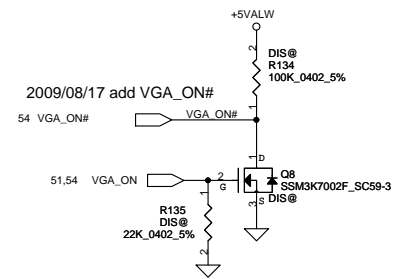 +5VALW
2
DIS@
R134
100K_0402_5%
1
2009/08/17 add VGA_ON#
54 VGA_ON#
VGA_ON#
1
D
51,54 VGA_ON
2
G
Q8
SSM3K7002F_SC59-3
DIS@
3
S
1
R135
DIS@
22K_0402_5%
2